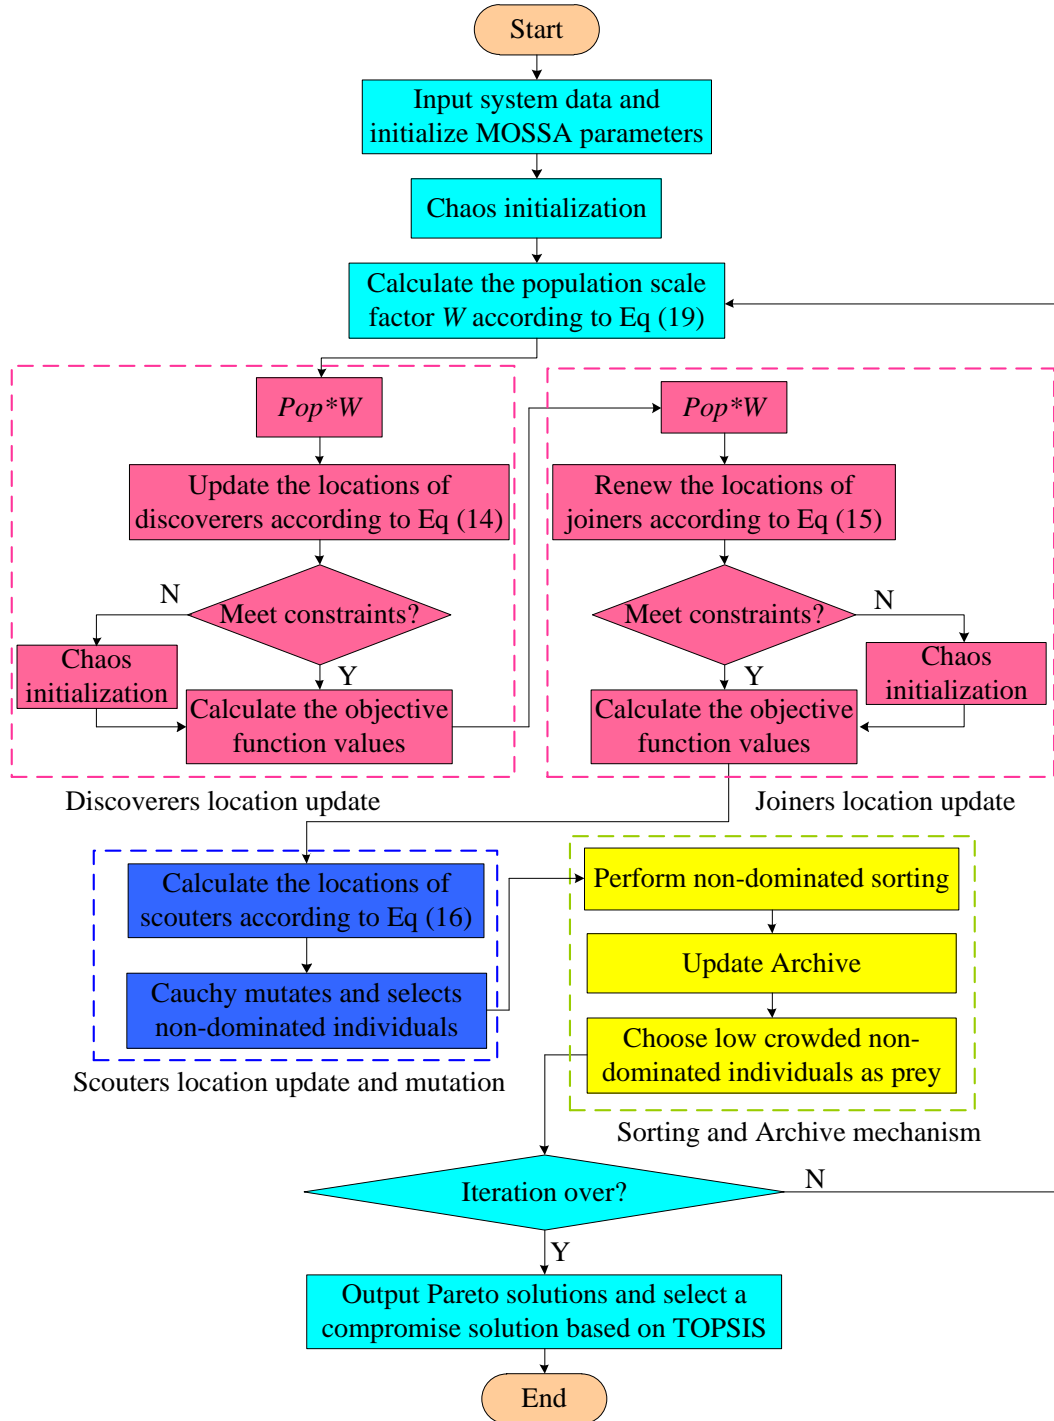 Start
Input system data and
initialize MOSSA parameters
Chaos initialization
Calculate the population scale
factor W according to Eq (19)
Pop*W
Update the locations of
discoverers according to Eq (14)
Meet constraints?
N
Chaos
initialization
Y
Calculate the objective
function values
Discoverers location update
Pop*W
Renew the locations of
joiners according to Eq (15)
Meet constraints?
N
Chaos
initialization
Y
Calculate the objective
function values
Joiners location update
Calculate the locations of
scouters according to Eq (16)
Cauchy mutates and selects
non-dominated individuals
Scouters location update and mutation
Perform non-dominated sorting
Update Archive
Choose low crowded non-
dominated individuals as prey
Sorting and Archive mechanism
Iteration over?
N
Y
Output Pareto solutions and select a
compromise solution based on TOPSIS
End